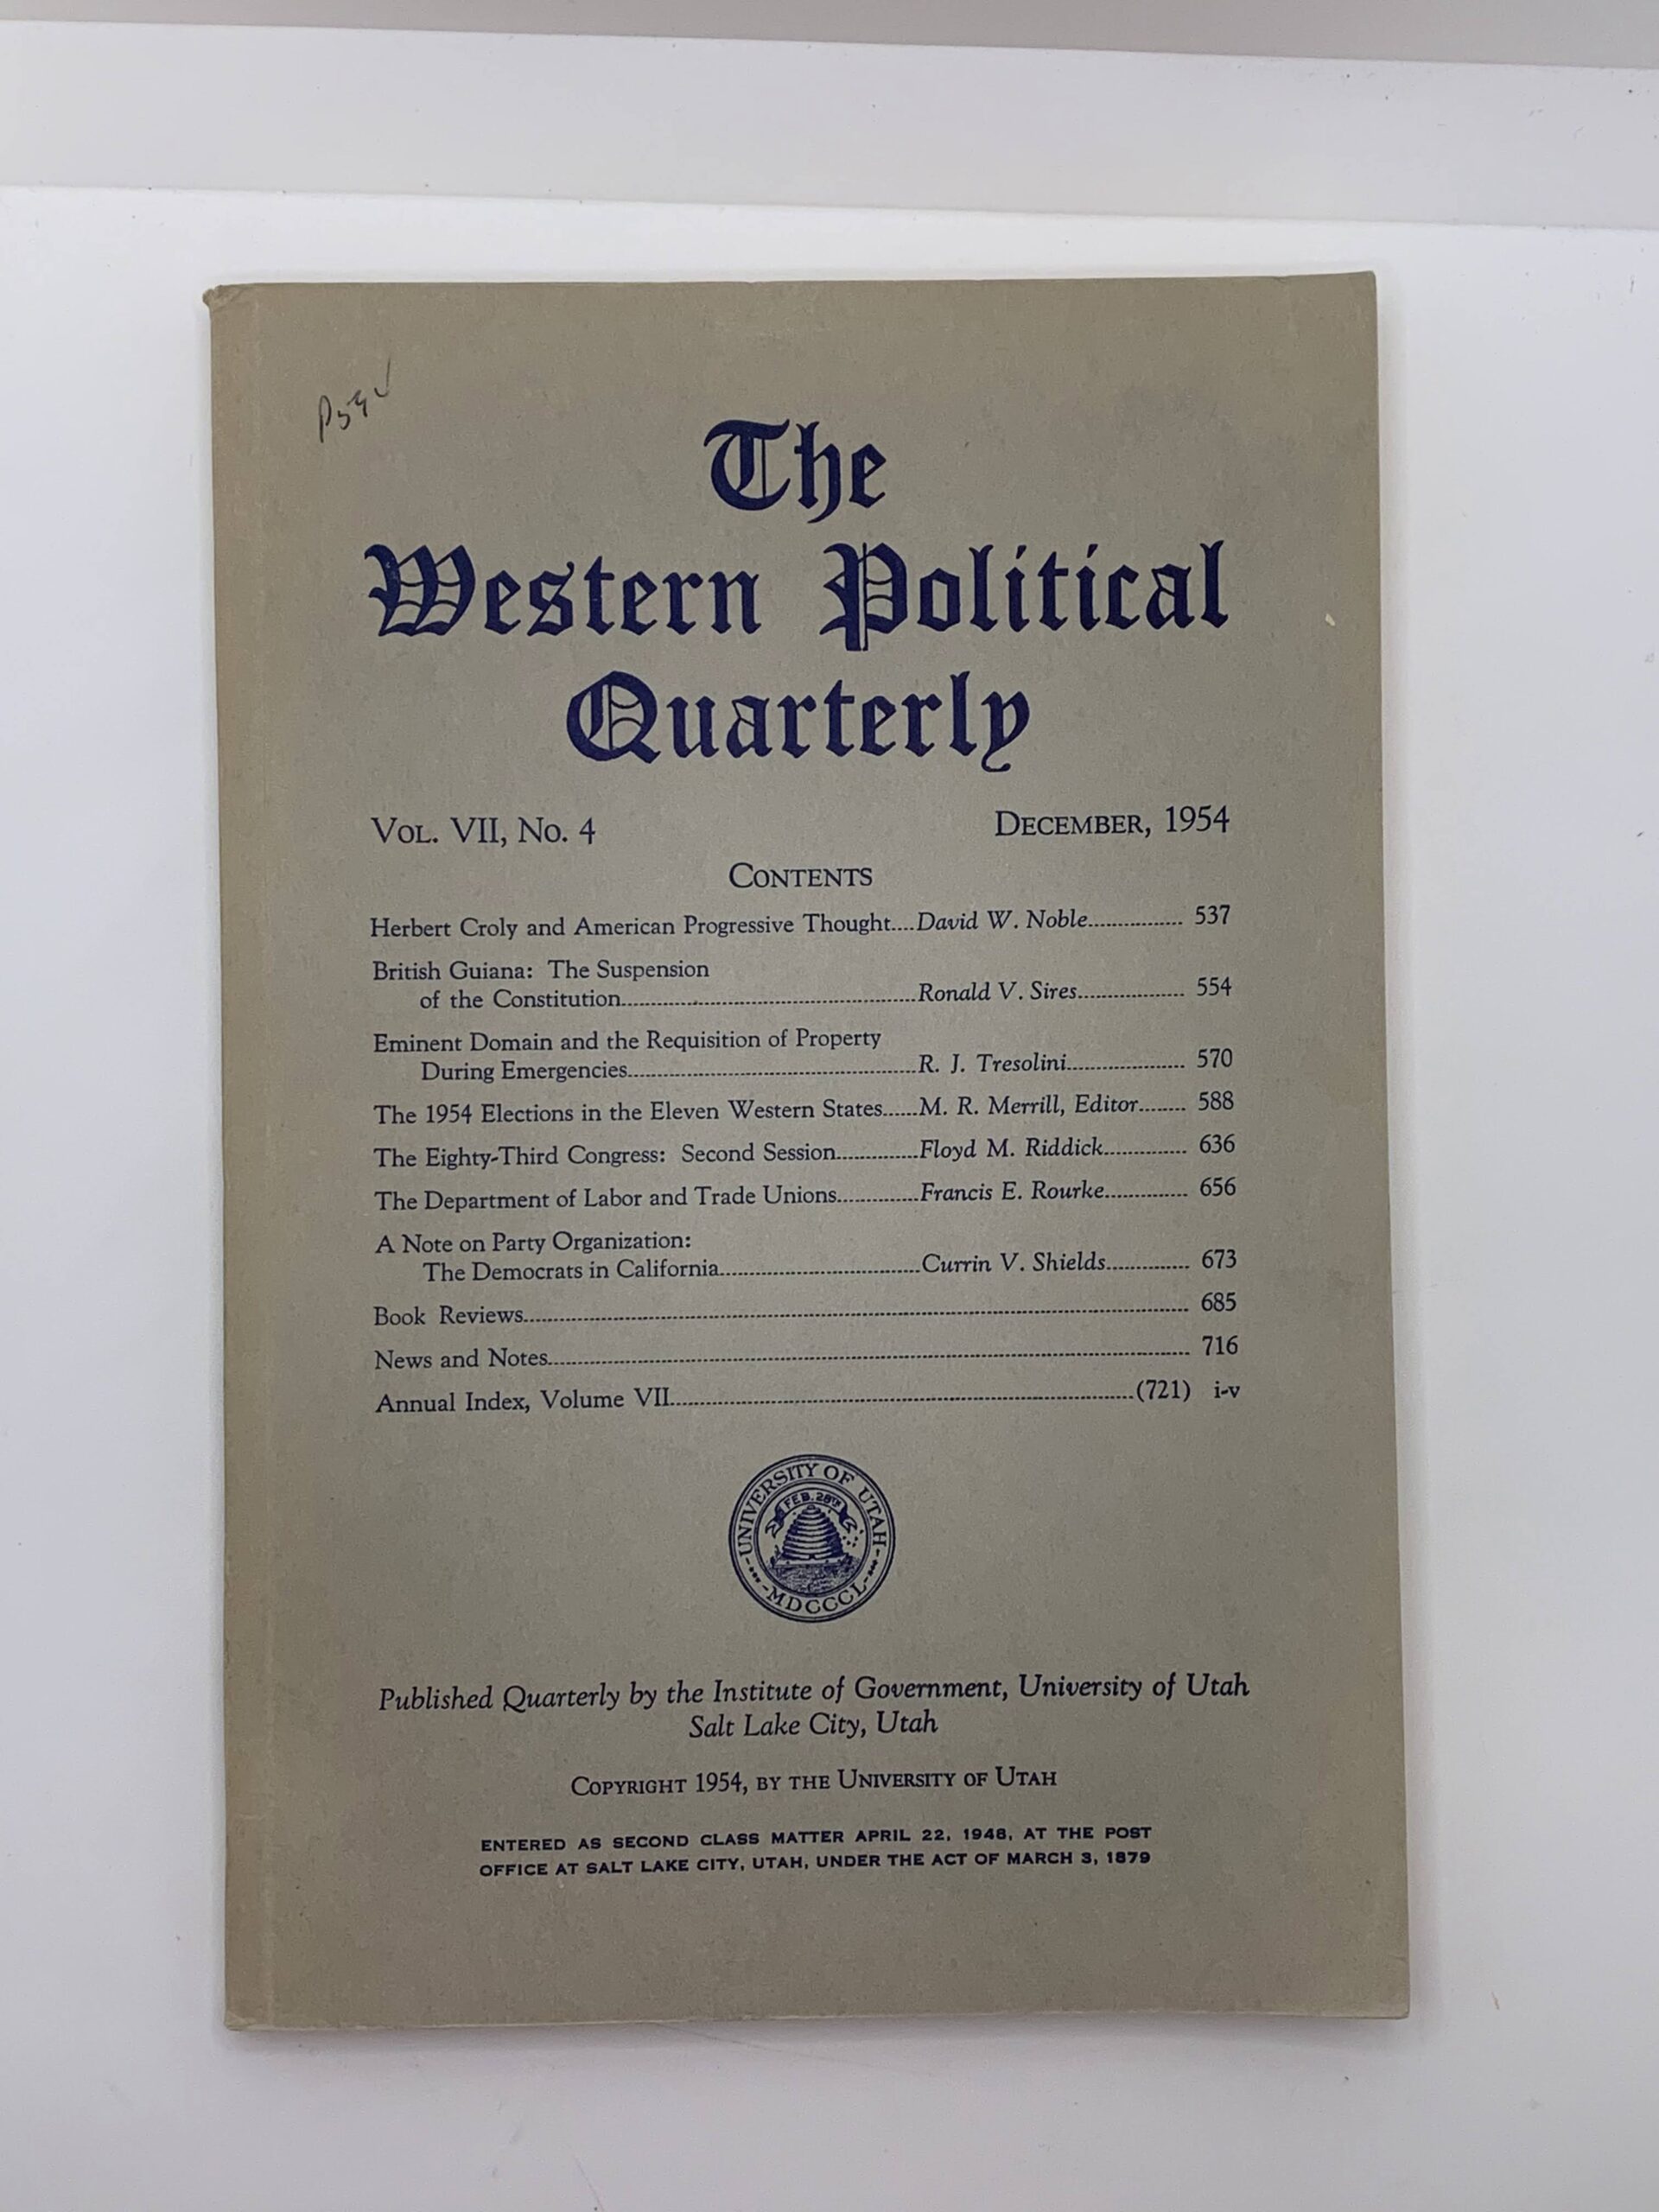 The
Western Political
Quarterly
VOL. VII, No. 4 DECEMBER, 1954
CONTENTS
Herbert Croly and American Progressive Thought....David W. Noble................ 537
British Guiana: The Suspension
of the Constitution................................................Ronald V. Sires.................. 554
Eminent Domain and the Requisition of Property
During Emergencies...............................................R. J. Tresolini.................... 570
The 1954 Elections in the Eleven Western States......M. R. Merrill, Editor........ 588
The Eighty-Third Congress: Second Session..............Floyd M. Riddick.............. 636
The Department of Labor and Trade Unions..............Francis E. Rourke.............. 656
A Note on Party Organization:
The Democrats in California.................................Currin V. Shields.............. 673
Book Reviews.............................................................................................................. 685
News and Notes.......................................................................................................... 716
Annual Index, Volume VII............................................................................(721) i-v
UNIVERSITY OF UTAH
FEB. 28TH
MDCCCL
Published Quarterly by the Institute of Government, University of Utah
Salt Lake City, Utah
COPYRIGHT 1954, BY THE UNIVERSITY OF UTAH
ENTERED AS SECOND CLASS MATTER APRIL 22, 1948, AT THE POST
OFFICE AT SALT LAKE CITY, UTAH, UNDER THE ACT OF MARCH 3, 1879